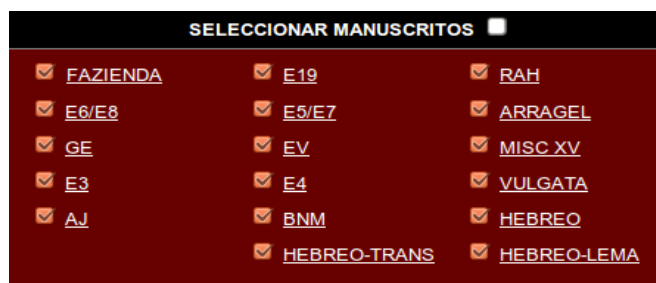 SELECCIONAR MANUSCRITOS
FAZIENDA E19 RAH
E6/E8 E5/E7 ARRAGEL
GE EV MISC XV
E3 E4 VULGATA
AJ BNM HEBREO
HEBREO-TRANS HEBREO-LEMA